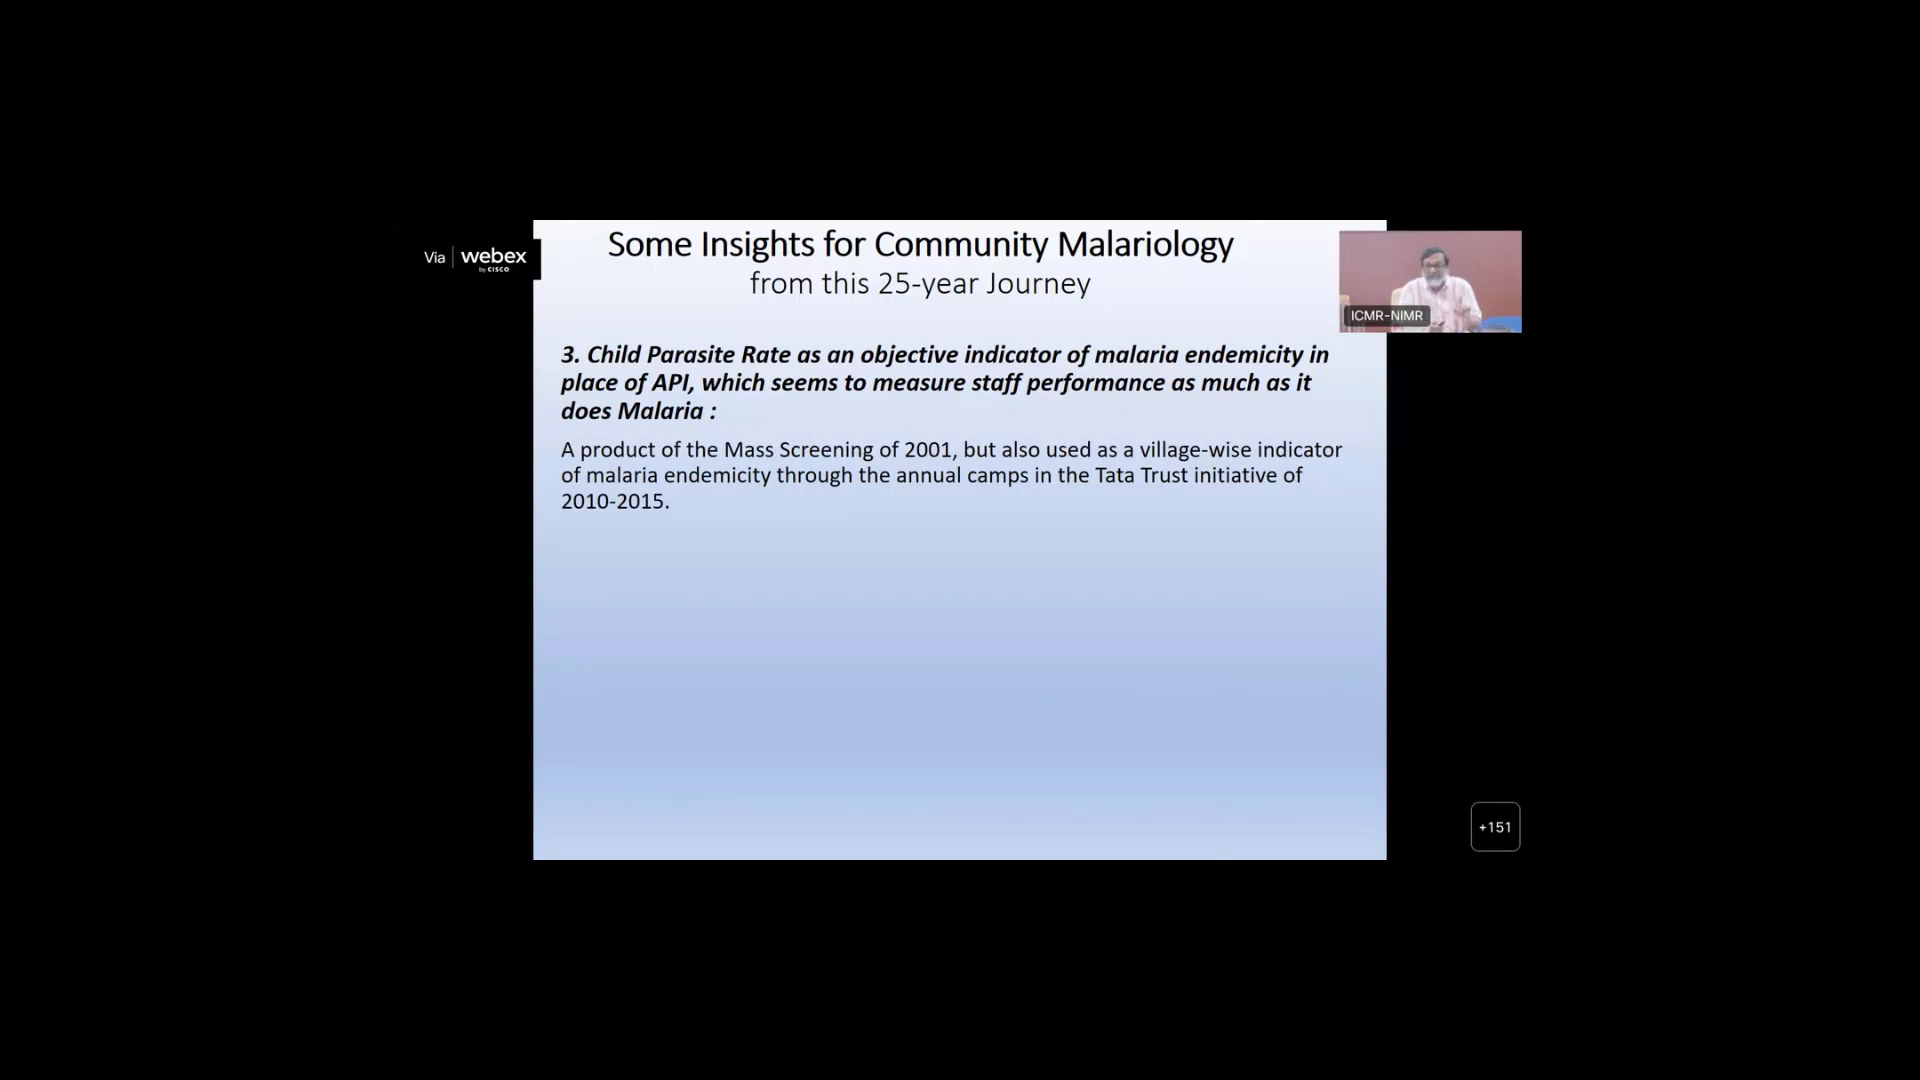 Some Insights for Community Malariology
from this 25-year Journey
Via | webex
by CISCO
ICMR-NIMR
3. Child Parasite Rate as an objective indicator of malaria endemicity in
place of API, which seems to measure staff performance as much as it
does Malaria :
A product of the Mass Screening of 2001, but also used as a village-wise indicator
of malaria endemicity through the annual camps in the Tata Trust initiative of
2010-2015.
+151